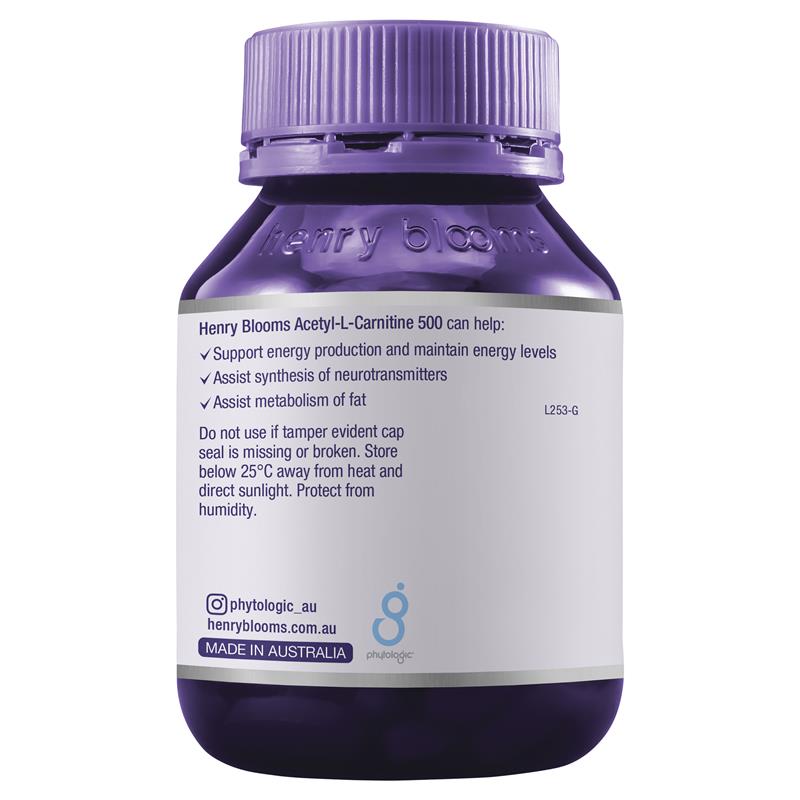 henry blooms
Henry Blooms Acetyl-L-Carnitine 500 can help:
✓Support energy production and maintain energy levels
✓Assist synthesis of neurotransmitters
✓Assist metabolism of fat
L253-G
Do not use if tamper evident cap
seal is missing or broken. Store
below 25°C away from heat and
direct sunlight. Protect from
humidity.
phytologic_au
henryblooms.com.au
MADE IN AUSTRALIA
phytologic